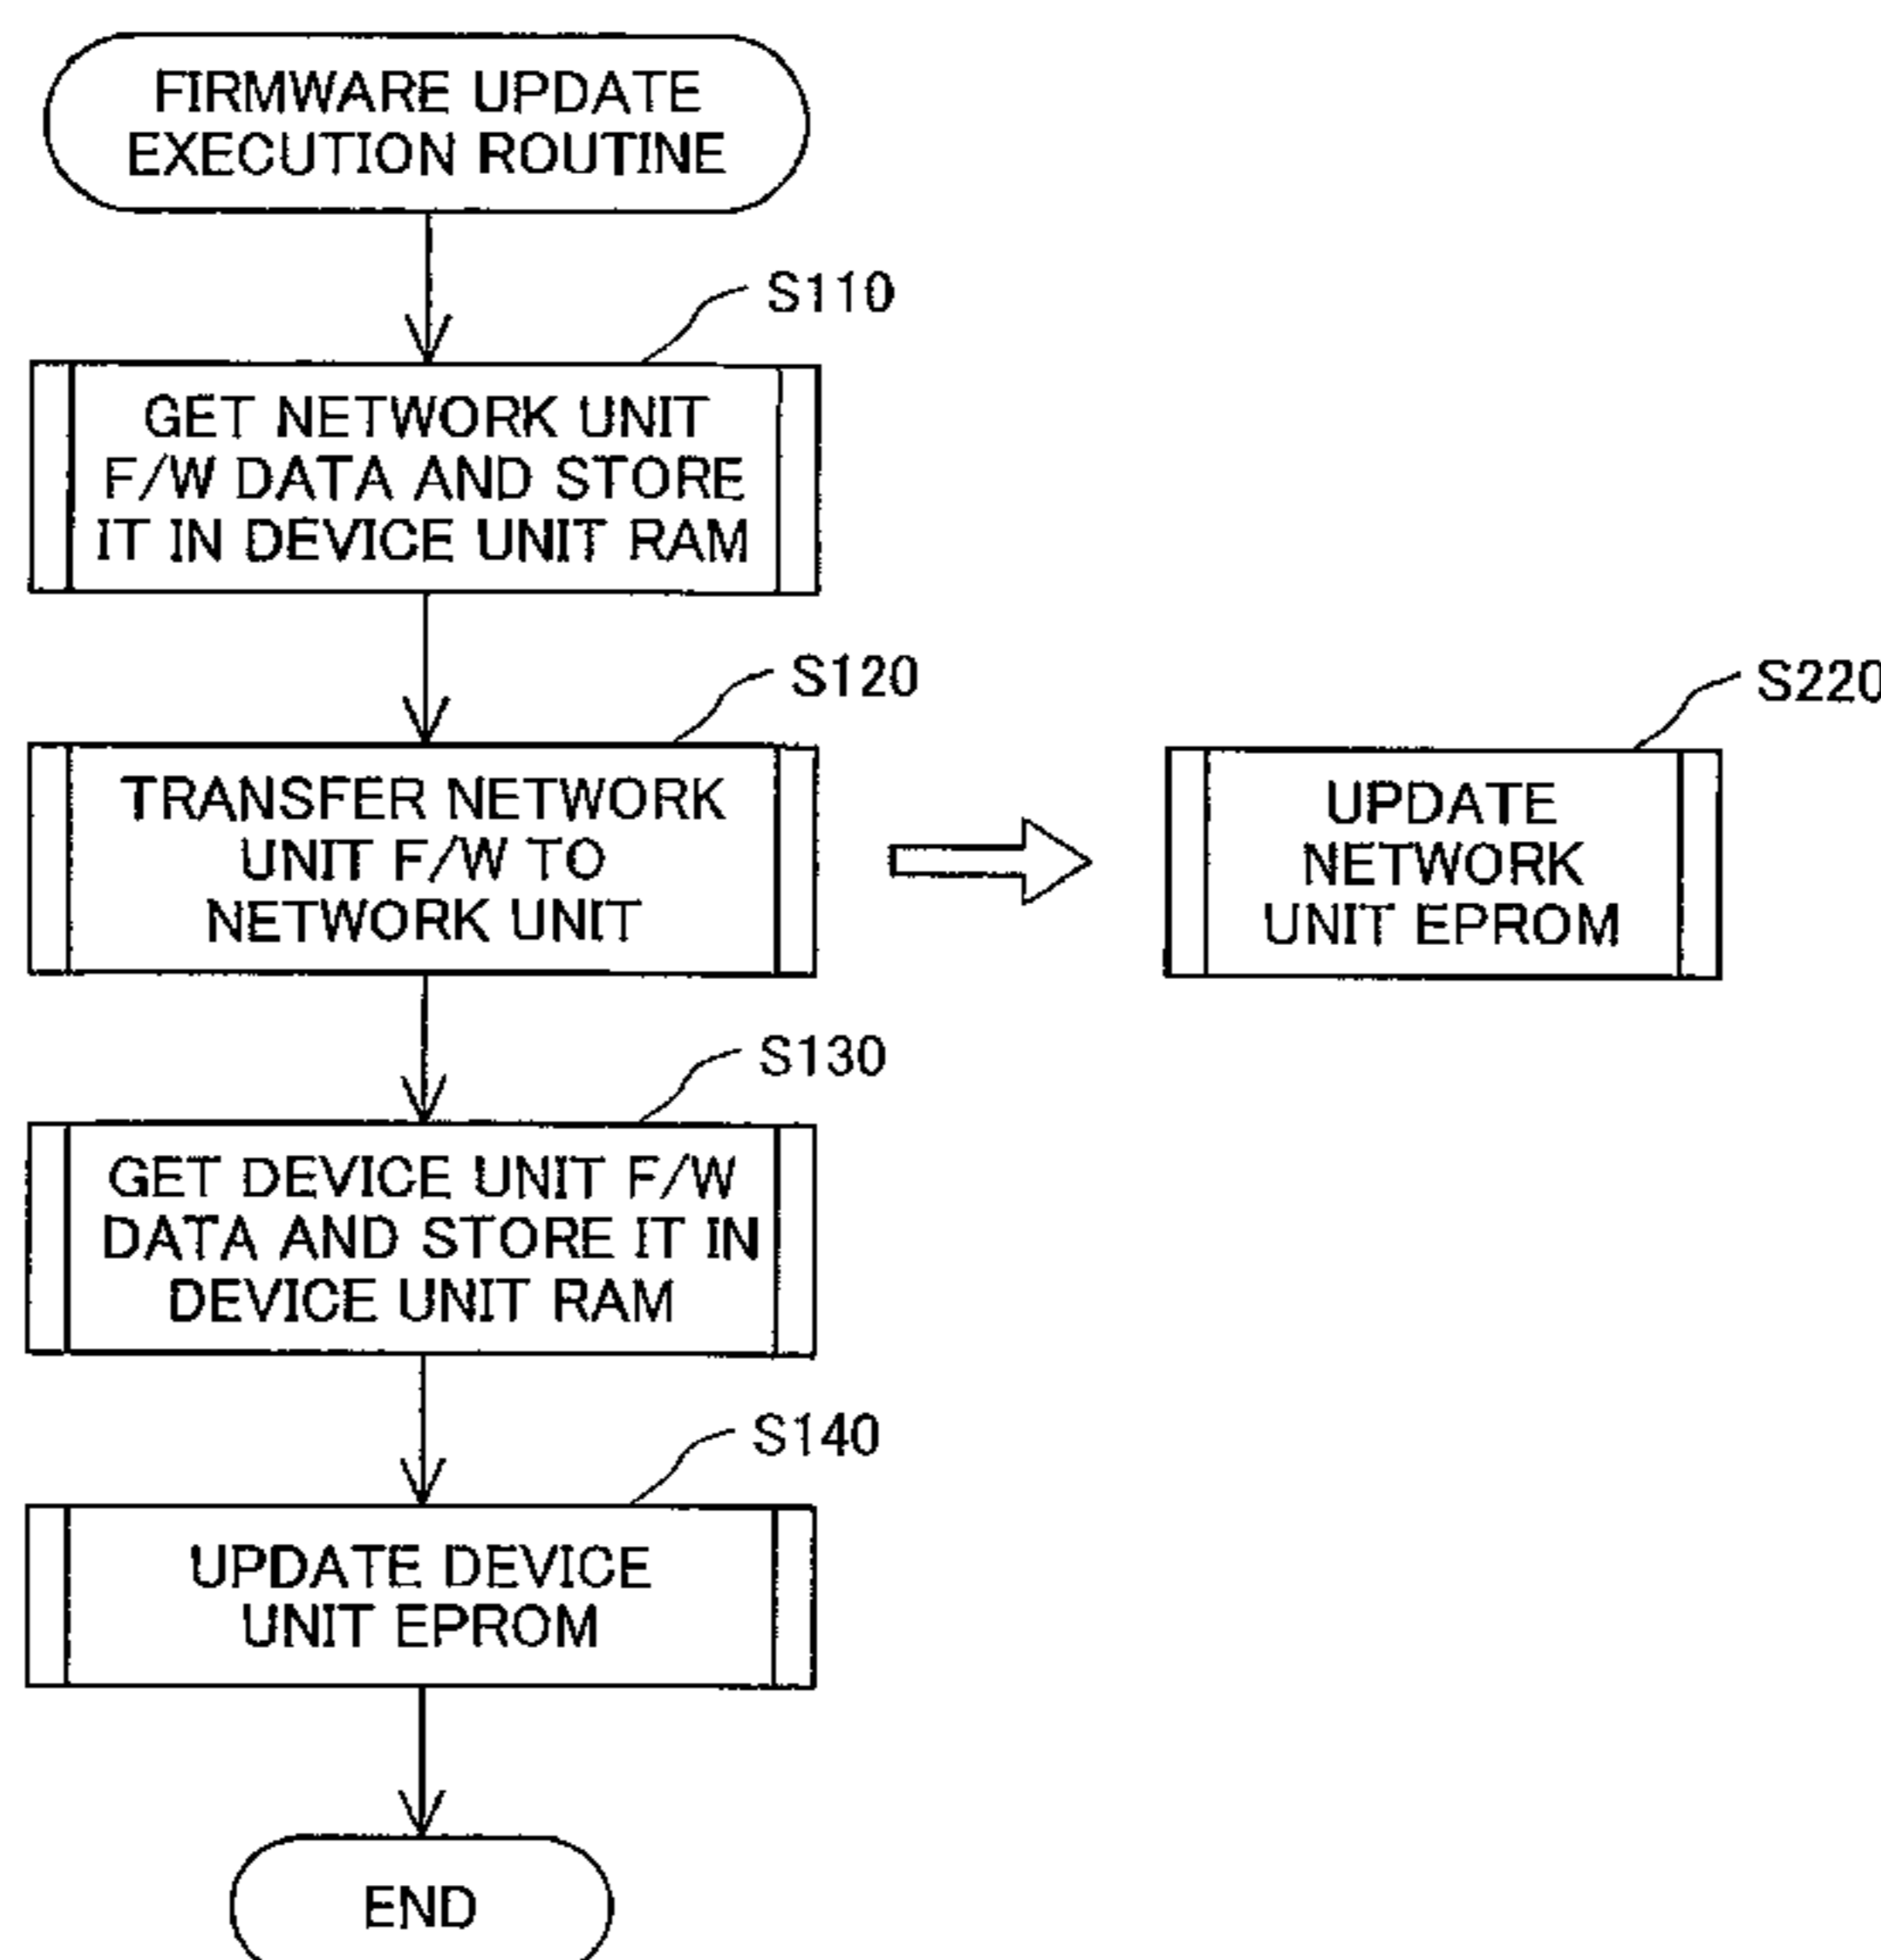 FIRMWARE UPDATE
EXECUTION ROUTINE
S110
GET NETWORK UNIT
F/W DATA AND STORE
IT IN DEVICE UNIT RAM
S120
TRANSFER NETWORK
UNIT F/W TO
NETWORK UNIT
S220
UPDATE
NETWORK
UNIT EPROM
S130
GET DEVICE UNIT F/W
DATA AND STORE IT IN
DEVICE UNIT RAM
S140
UPDATE DEVICE
UNIT EPROM
END